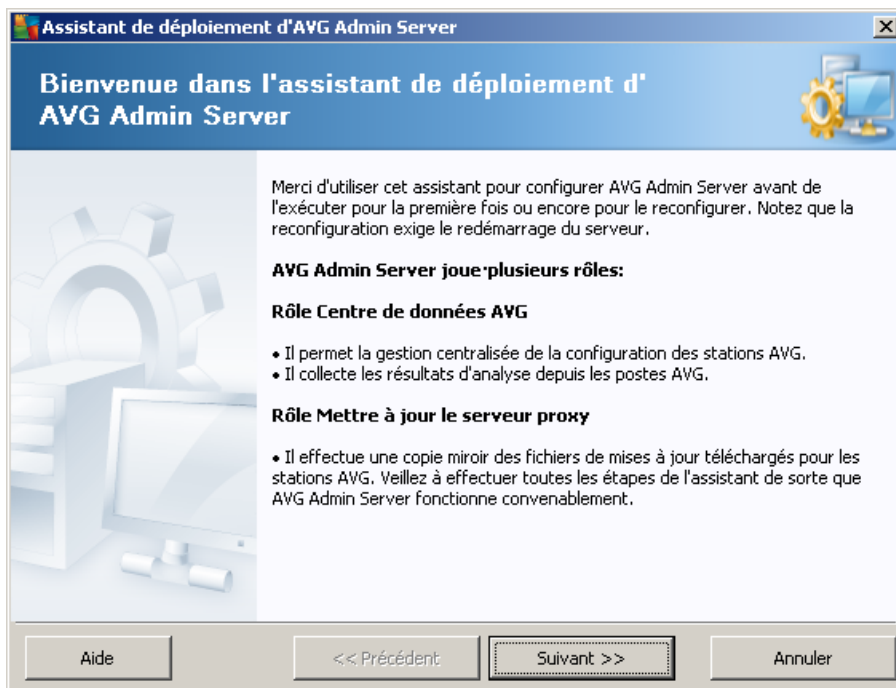 Assistant de déploiement d'AVG Admin Server
Bienvenue dans l'assistant de déploiement d'
AVG Admin Server
Merci d'utiliser cet assistant pour configurer AVG Admin Server avant de
l'exécuter pour la première fois ou encore pour le reconfigurer. Notez que la
reconfiguration exige le redémarrage du serveur.
AVG Admin Server joue·plusieurs rôles:
Rôle Centre de données AVG
• Il permet la gestion centralisée de la configuration des stations AVG.
• Il collecte les résultats d'analyse depuis les postes AVG.
Rôle Mettre à jour le serveur proxy
• Il effectue une copie miroir des fichiers de mises à jour téléchargés pour les
stations AVG. Veillez à effectuer toutes les étapes de l'assistant de sorte que
AVG Admin Server fonctionne convenablement.
Aide
<< Précédent
Suivant >>
Annuler